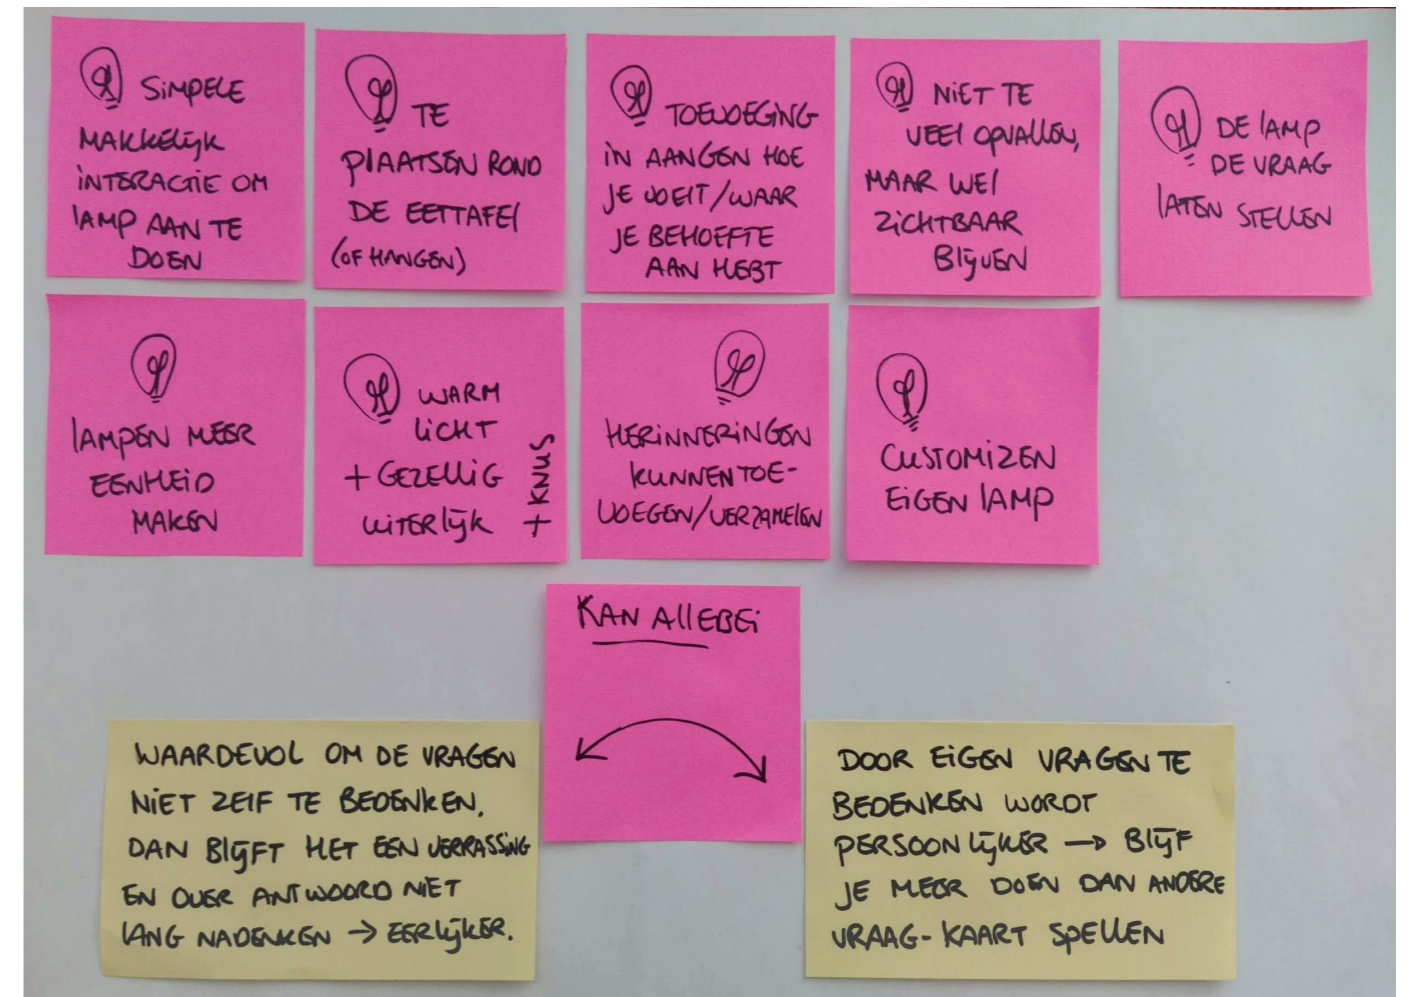 SIMPELE
MAKKELIJK
INTERACTIE OM
LAMP AAN TE
DOEN
TE
PLAATSEN ROND
DE EETTAFEL
(OF HANGEN)
TOEVOEGING
IN AANGEN HOE
JE VOELT/WAAR
JE BEHOEFTE
AAN HEBT
NIET TE
VEEL OPVALLEN,
MAAR WEL
ZICHTBAAR
BLIJVEN
DE LAMP
DE VRAAG
LATEN STELLEN
LAMPEN MEER
EENHEID
MAKEN
WARM
LICHT
+ GEZELLIG
UITERLIJK
+ KNUS
HERINNERINGEN
KUNNEN TOE-
VOEGEN/VERZAMELEN
CUSTOMIZEN
EIGEN LAMP
KAN ALLEBEI
WAARDEVOL OM DE VRAGEN
NIET ZELF TE BEDENKEN.
DAN BLIJFT HET EEN VERRASSING
EN OVER ANTWOORD NIET
LANG NADENKEN → EERLIJKER.
DOOR EIGEN VRAGEN TE
BEDENKEN WORDT
PERSOONLIJKER → BLIJF
JE MEER DOEN DAN ANDERE
VRAAG-KAART SPELLEN